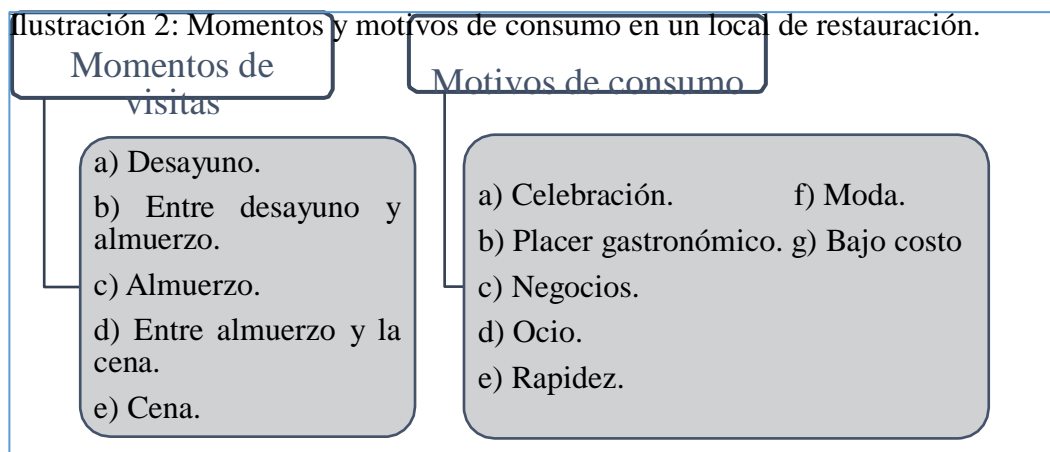 Ilustración 2: Momentos y motivos de consumo en un local de restauración.
Momentos de
visitas
a) Desayuno.
b) Entre desayuno y
almuerzo.
c) Almuerzo.
d) Entre almuerzo y la
cena.
e) Cena.
Motivos de consumo
a) Celebración. f) Moda.
b) Placer gastronómico. g) Bajo costo
c) Negocios.
d) Ocio.
e) Rapidez.